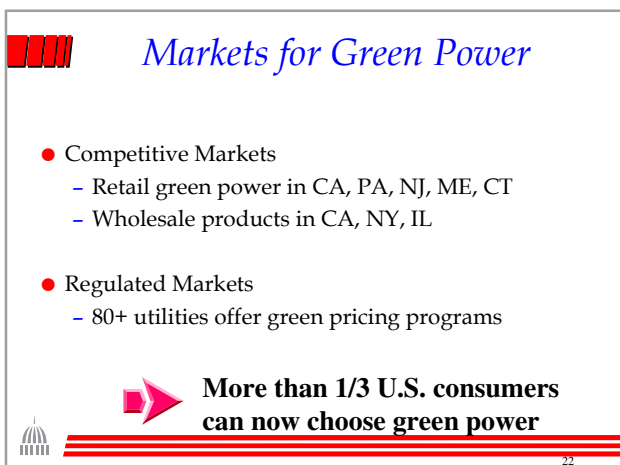 Markets for Green Power
● Competitive Markets
– Retail green power in CA, PA, NJ, ME, CT
– Wholesale products in CA, NY, IL
● Regulated Markets
– 80+ utilities offer green pricing programs
More than 1/3 U.S. consumers
can now choose green power
22